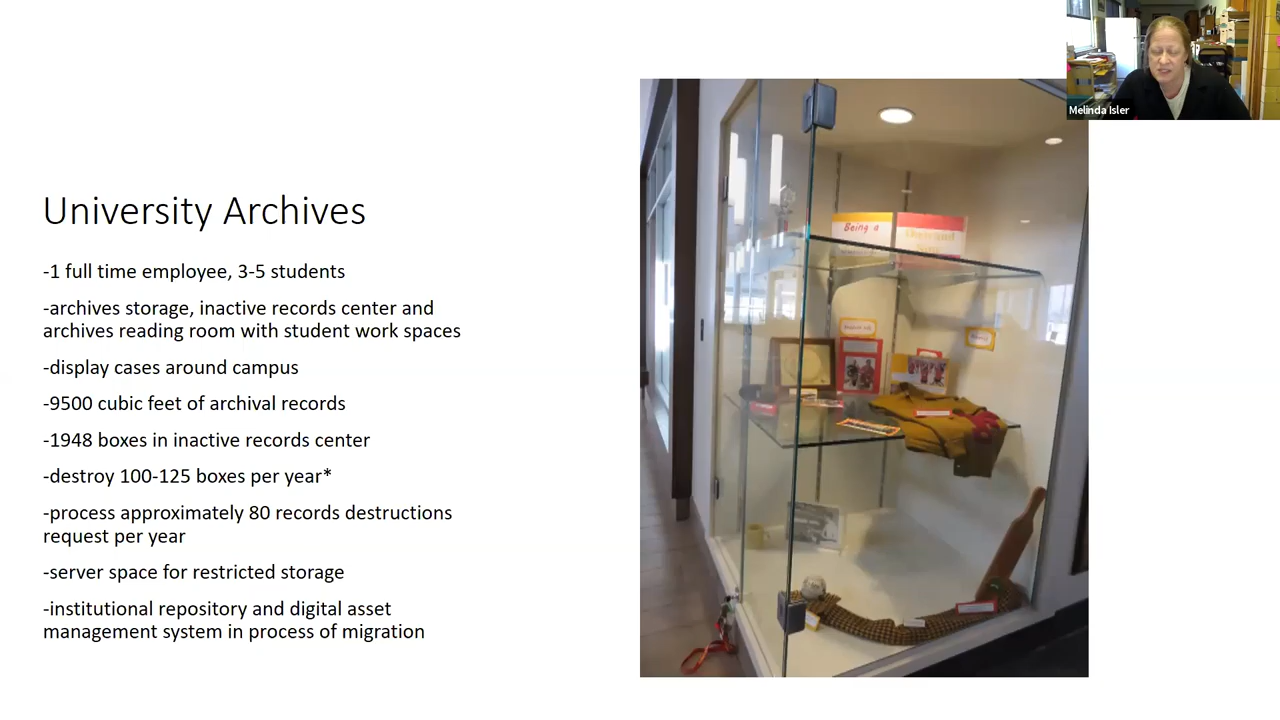 Melinda Isler
University Archives
-1 full time employee, 3-5 students
-archives storage, inactive records center and
archives reading room with student work spaces
-display cases around campus
-9500 cubic feet of archival records
-1948 boxes in inactive records center
-destroy 100-125 boxes per year*
-process approximately 80 records destructions
request per year
-server space for restricted storage
-institutional repository and digital asset
management system in process of migration
Being a